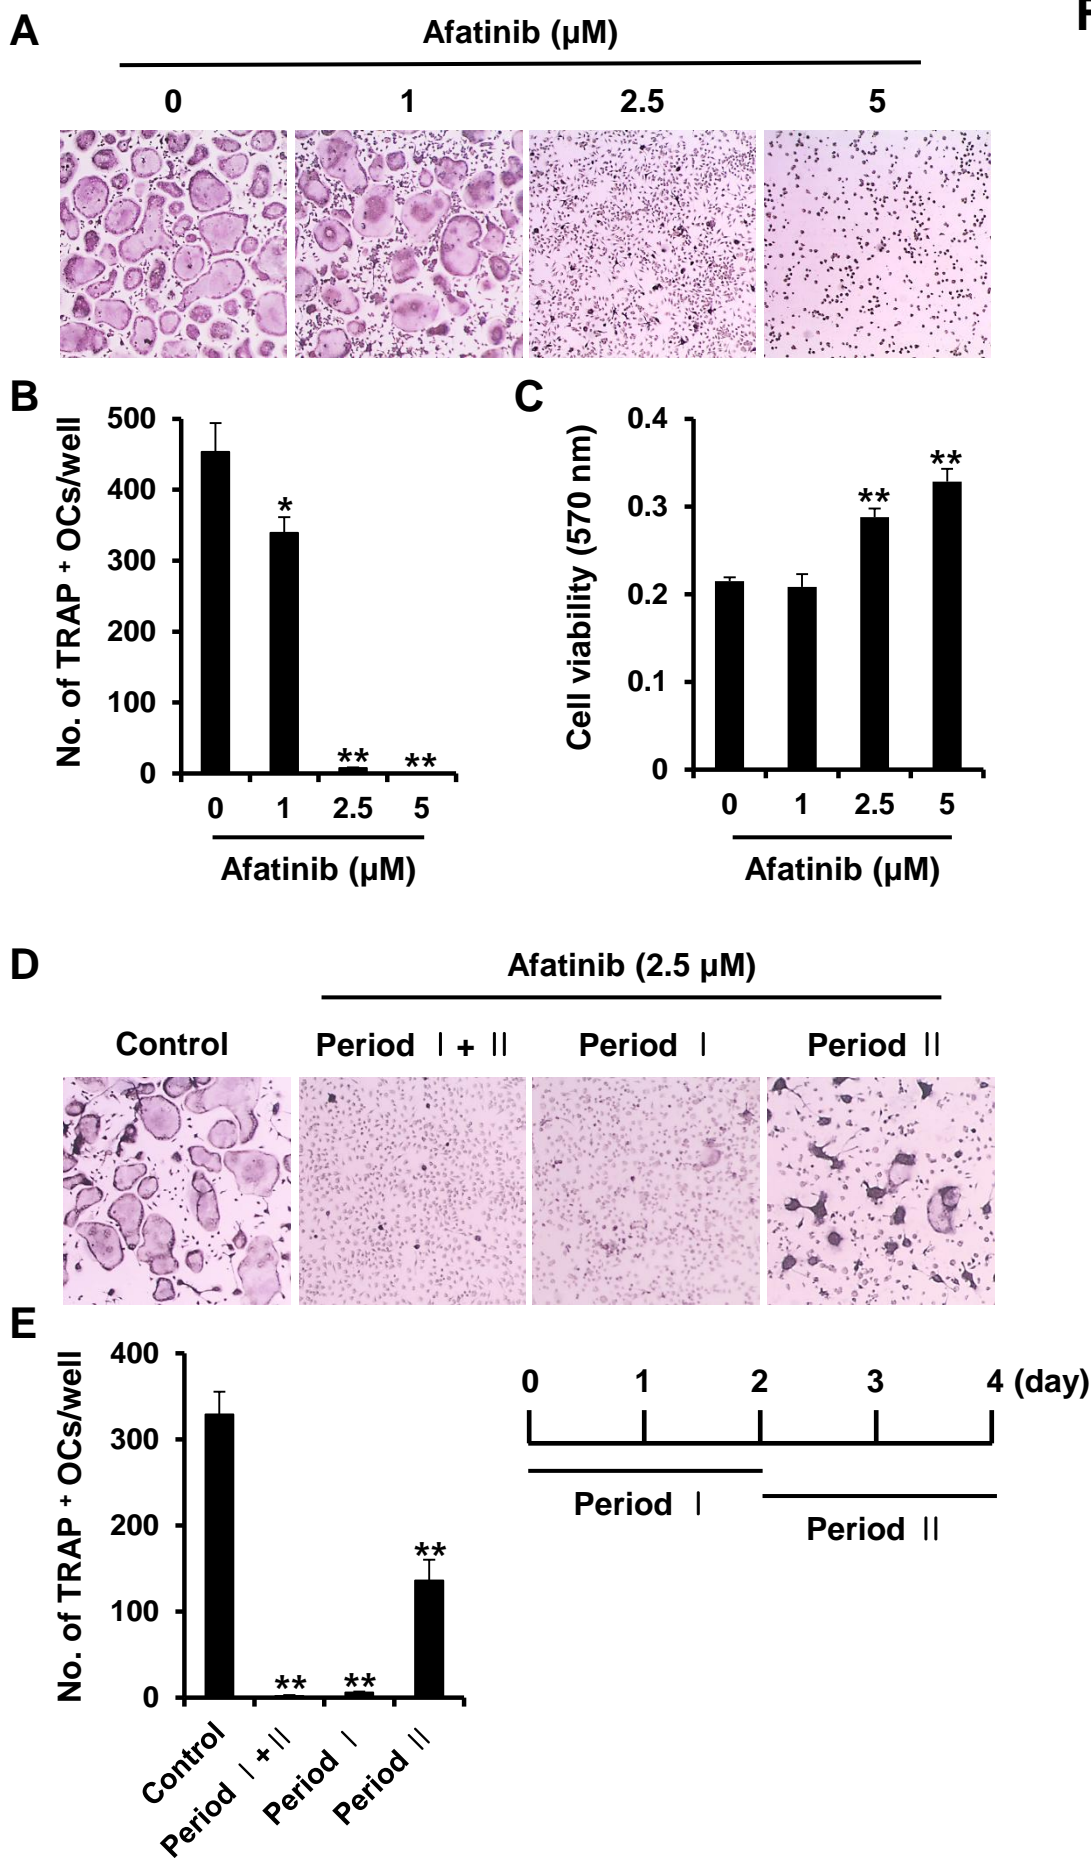 A
Afatinib (µM)
0 1 2.5 5
B
No. of TRAP + OCs/well
500
400
300
200
100
0
*
**
**
0 1 2.5 5
Afatinib (µM)
C
Cell viability (570 nm)
0.4
0.3
0.2
0.1
0
**
**
0 1 2.5 5
Afatinib (µM)
D
Afatinib (2.5 µM)
Control Period Ⅰ + Ⅱ Period Ⅰ Period Ⅱ
E
No. of TRAP + OCs/well
400
300
200
100
0
**
**
**
Control
Period Ⅰ + Ⅱ
Period Ⅰ
Period Ⅱ
0 1 2 3 4 (day)
Period Ⅰ
Period Ⅱ